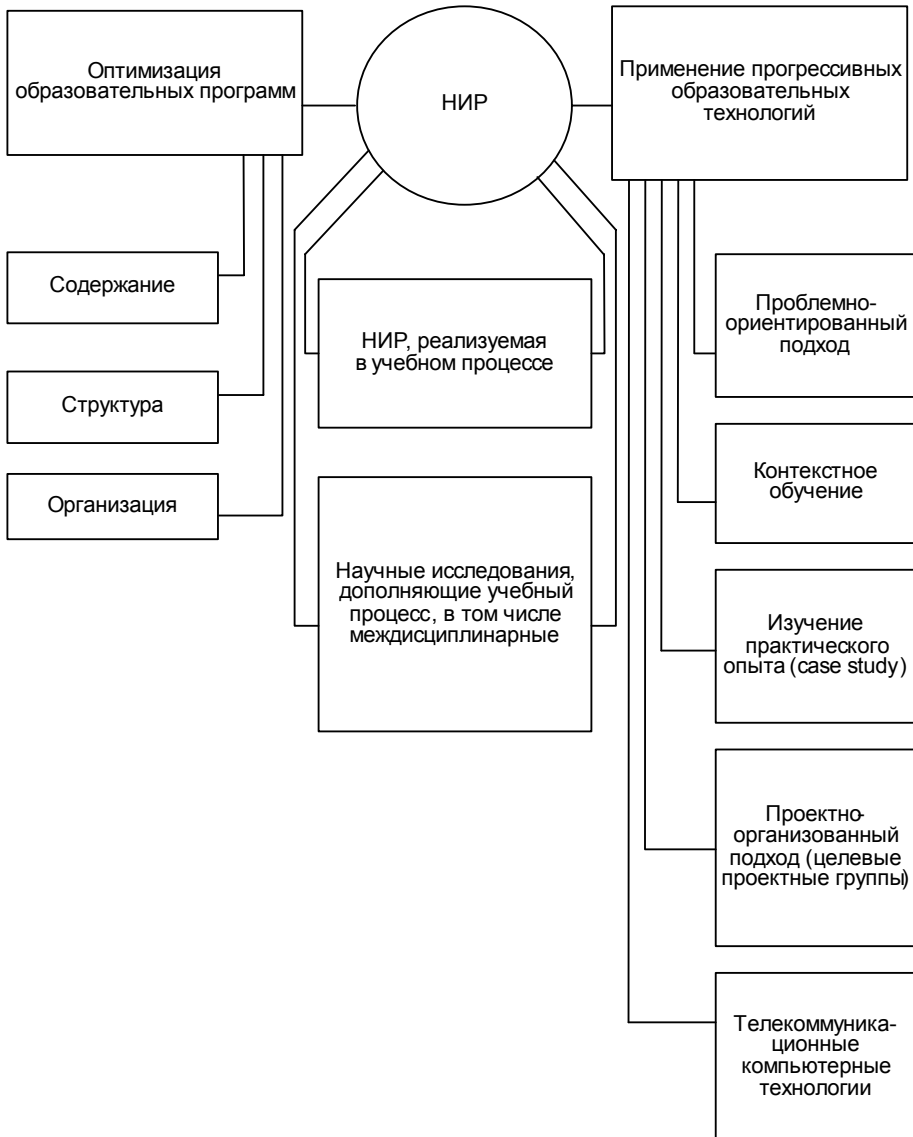 Оптимизация
образовательных программ
НИР
Применение прогрессивных
образовательных
технологий
Содержание
Структура
Организация
НИР, реализуемая
в учебном процессе
Научные исследования,
дополняющие учебный
процесс, в том числе
междисциплинарные
Проблемно-
ориентированный
подход
Контекстное
обучение
Изучение
практического
опыта (case study)
Проектно-
организованный
подход (целевые
проектные группы)
Телекоммуника-
ционные
компьютерные
технологии